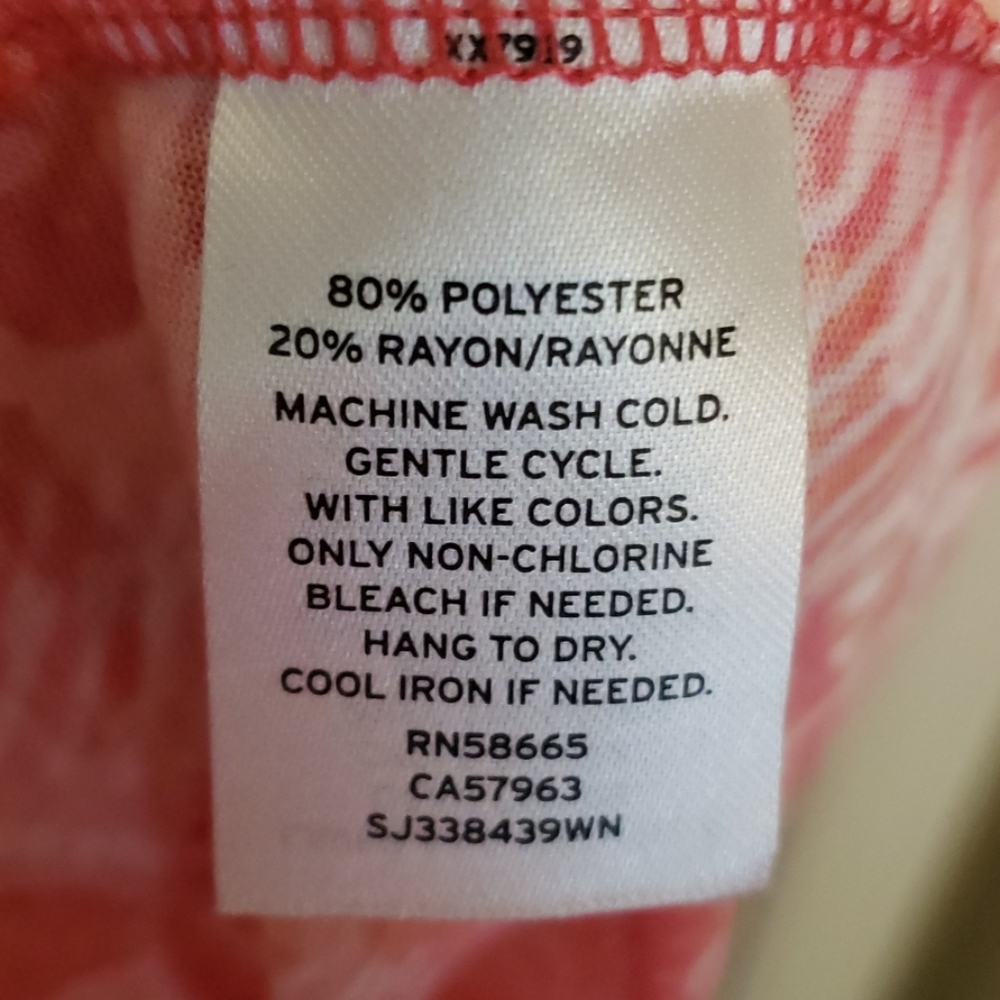 80% POLYESTER
20% RAYON/RAYONNE
MACHINE WASH COLD.
GENTLE CYCLE.
WITH LIKE COLORS.
ONLY NON-CHLORINE
BLEACH IF NEEDED.
HANG TO DRY.
COOL IRON IF NEEDED.
RN58665
CA57963
SJ338439WN